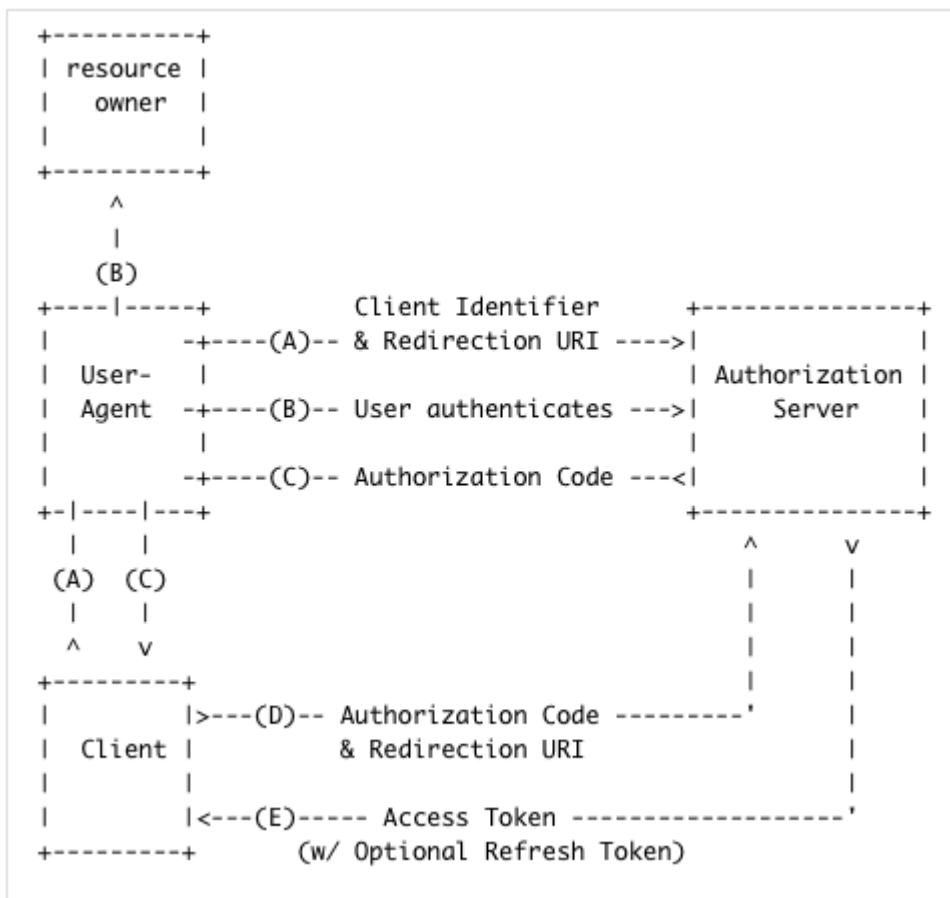 +----------+
| resource |
|   owner  |
|          |
+----------+
     ^
     |
    (B)
+----|-----+          Client Identifier      +---------------+
|         -+----(A)-- & Redirection URI ---->|               |
|  User-   |                                 | Authorization |
|  Agent  -+----(B)-- User authenticates --->|     Server    |
|          |                                 |               |
|         -+----(C)-- Authorization Code ---<|               |
+-|----|---+                                 +---------------+
  |    |                                         ^      v
 (A)  (C)                                        |      |
  |    |                                         |      |
  ^    v                                         |      |
+---------+                                      |      |
|         |>---(D)-- Authorization Code ---------'      |
|  Client |          & Redirection URI                  |
|         |                                             |
|         |<---(E)----- Access Token -------------------'
+---------+       (w/ Optional Refresh Token)